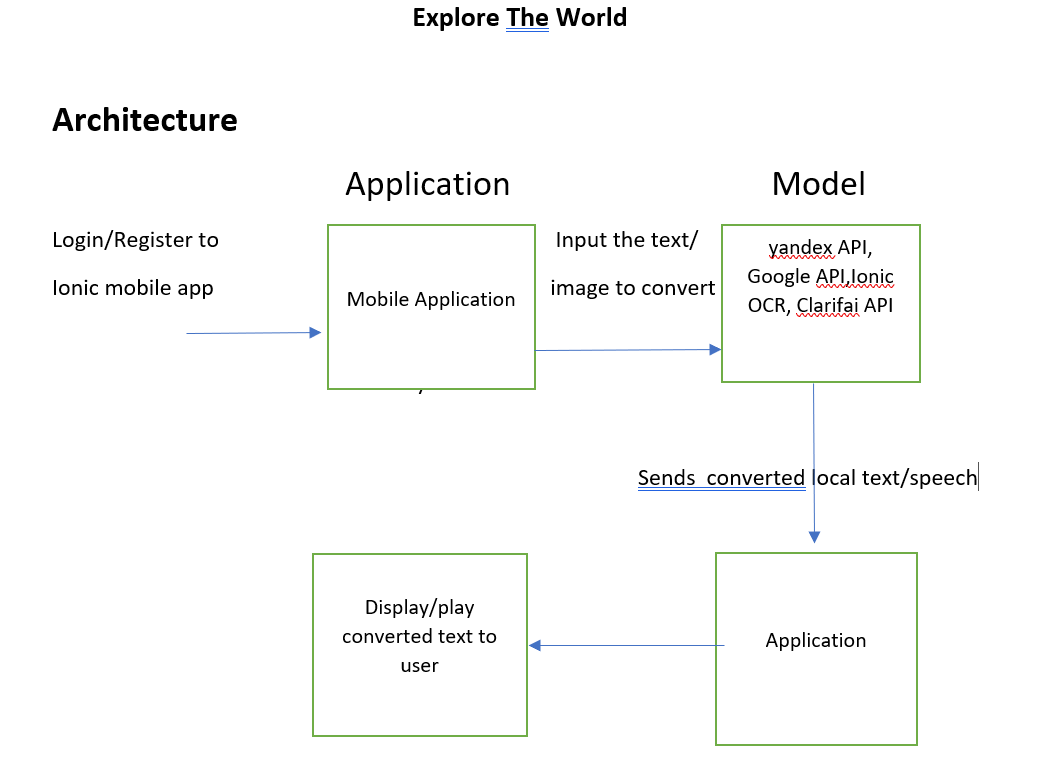 Explore The World
Architecture
Application
Model
Login/Register to
Ionic mobile app
Mobile Application
Input the text/
image to convert
yandex API,
Google API,Ionic
OCR, Clarifai API
Sends  converted local text/speech
Display/play
converted text to
user
Application